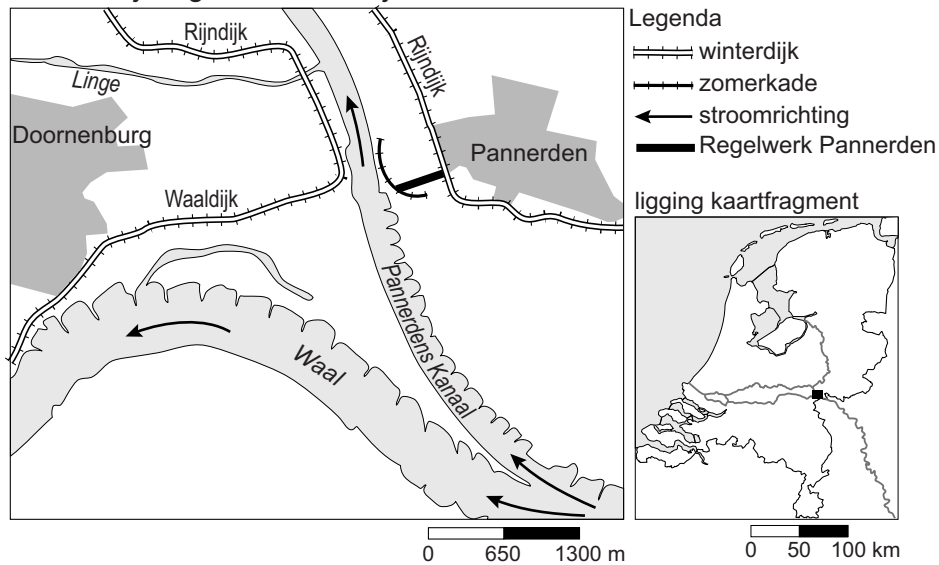 Rijndijk
Rijndijk
Linge
Doornenburg
Pannerden
Waaldijk
Pannerdens Kanaal
Waal
0 650 1300 m
Legenda
winterdijk
zomerkade
stroomrichting
Regelwerk Pannerden
ligging kaartfragment
0 50 100 km